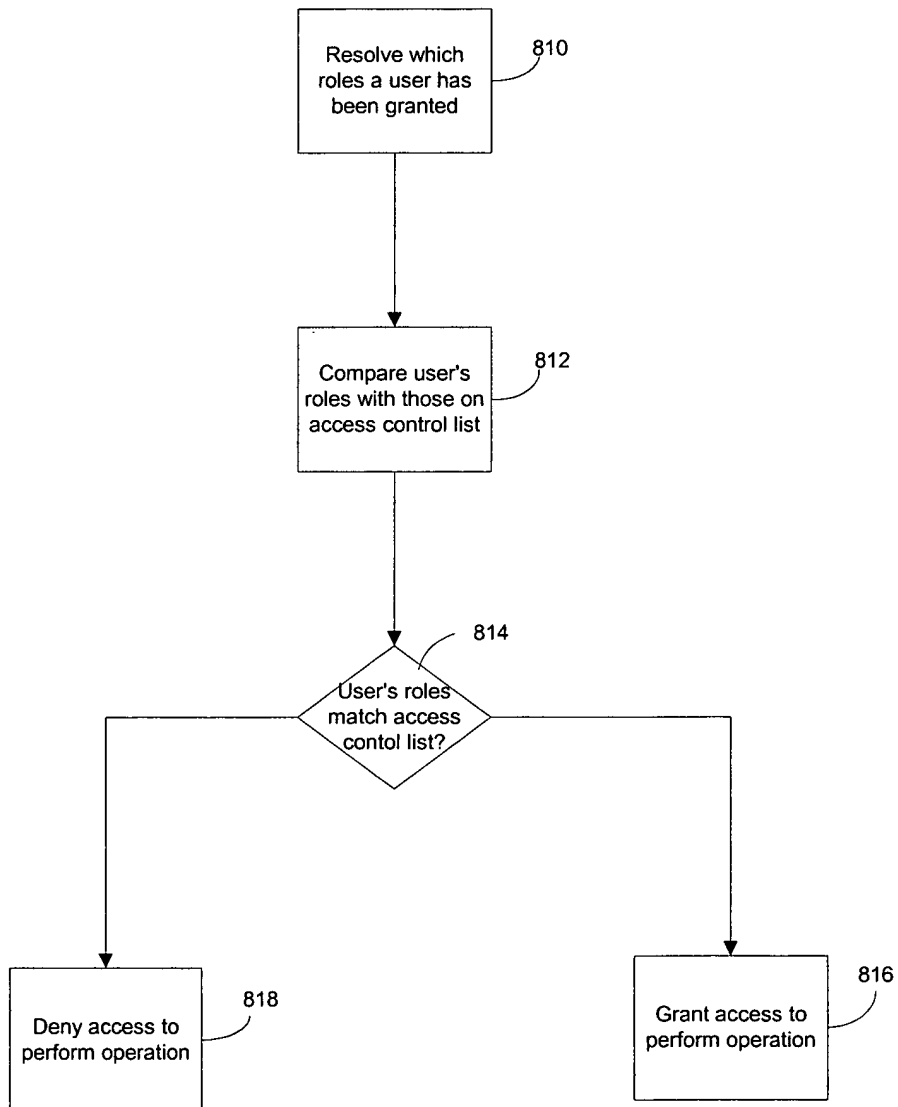 Resolve which
roles a user has
been granted
810
Compare user's
roles with those on
access control list
812
814
User's roles
match access
contol list?
818
Deny access to
perform operation
816
Grant access to
perform operation